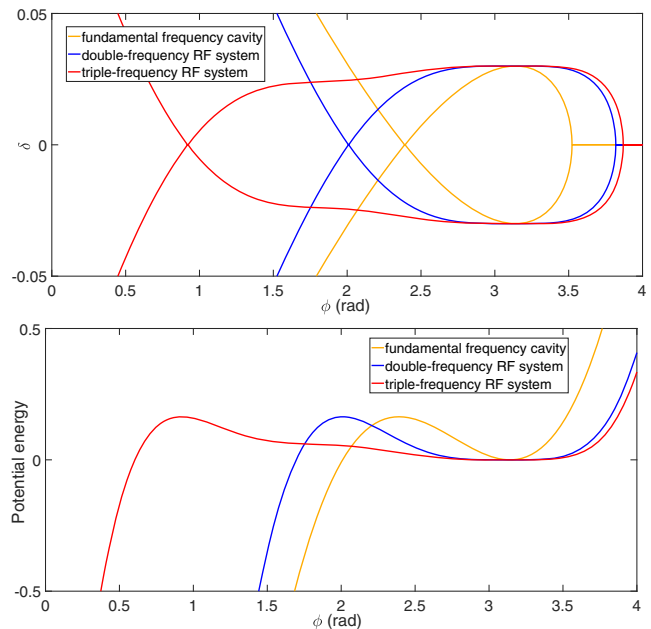 0.05
fundamental frequency cavity
double-frequency RF system
triple-frequency RF system
δ
0
-0.05
0 0.5 1 1.5 2 2.5 3 3.5 4
ϕ (rad)
0.5
fundamental frequency cavity
double-frequency RF system
triple-frequency RF system
Potential energy
0
-0.5
0 0.5 1 1.5 2 2.5 3 3.5 4
ϕ (rad)